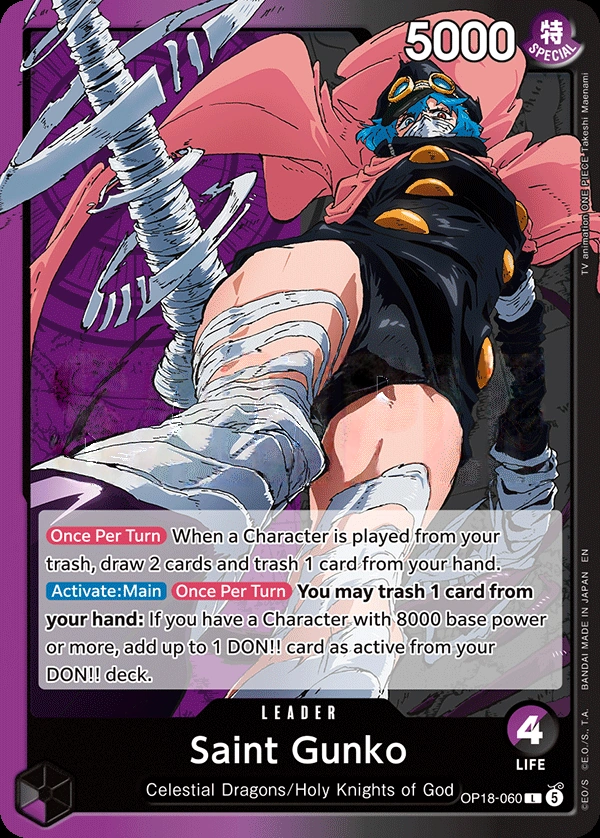 5000
特
SPECIAL
TV animation ONE PIECE Takeshi Maenami
Once Per Turn When a Character is played from your
trash, draw 2 cards and trash 1 card from your hand.
Activate:Main Once Per Turn You may trash 1 card from
your hand: If you have a Character with 8000 base power
or more, add up to 1 DON!! card as active from your
DON!! deck.
LEADER
Saint Gunko
Celestial Dragons/Holy Knights of God
4
LIFE
OP18-060 L 5
©E.O/S ©E.O./S., T.A. BANDAI MADE IN JAPAN EN